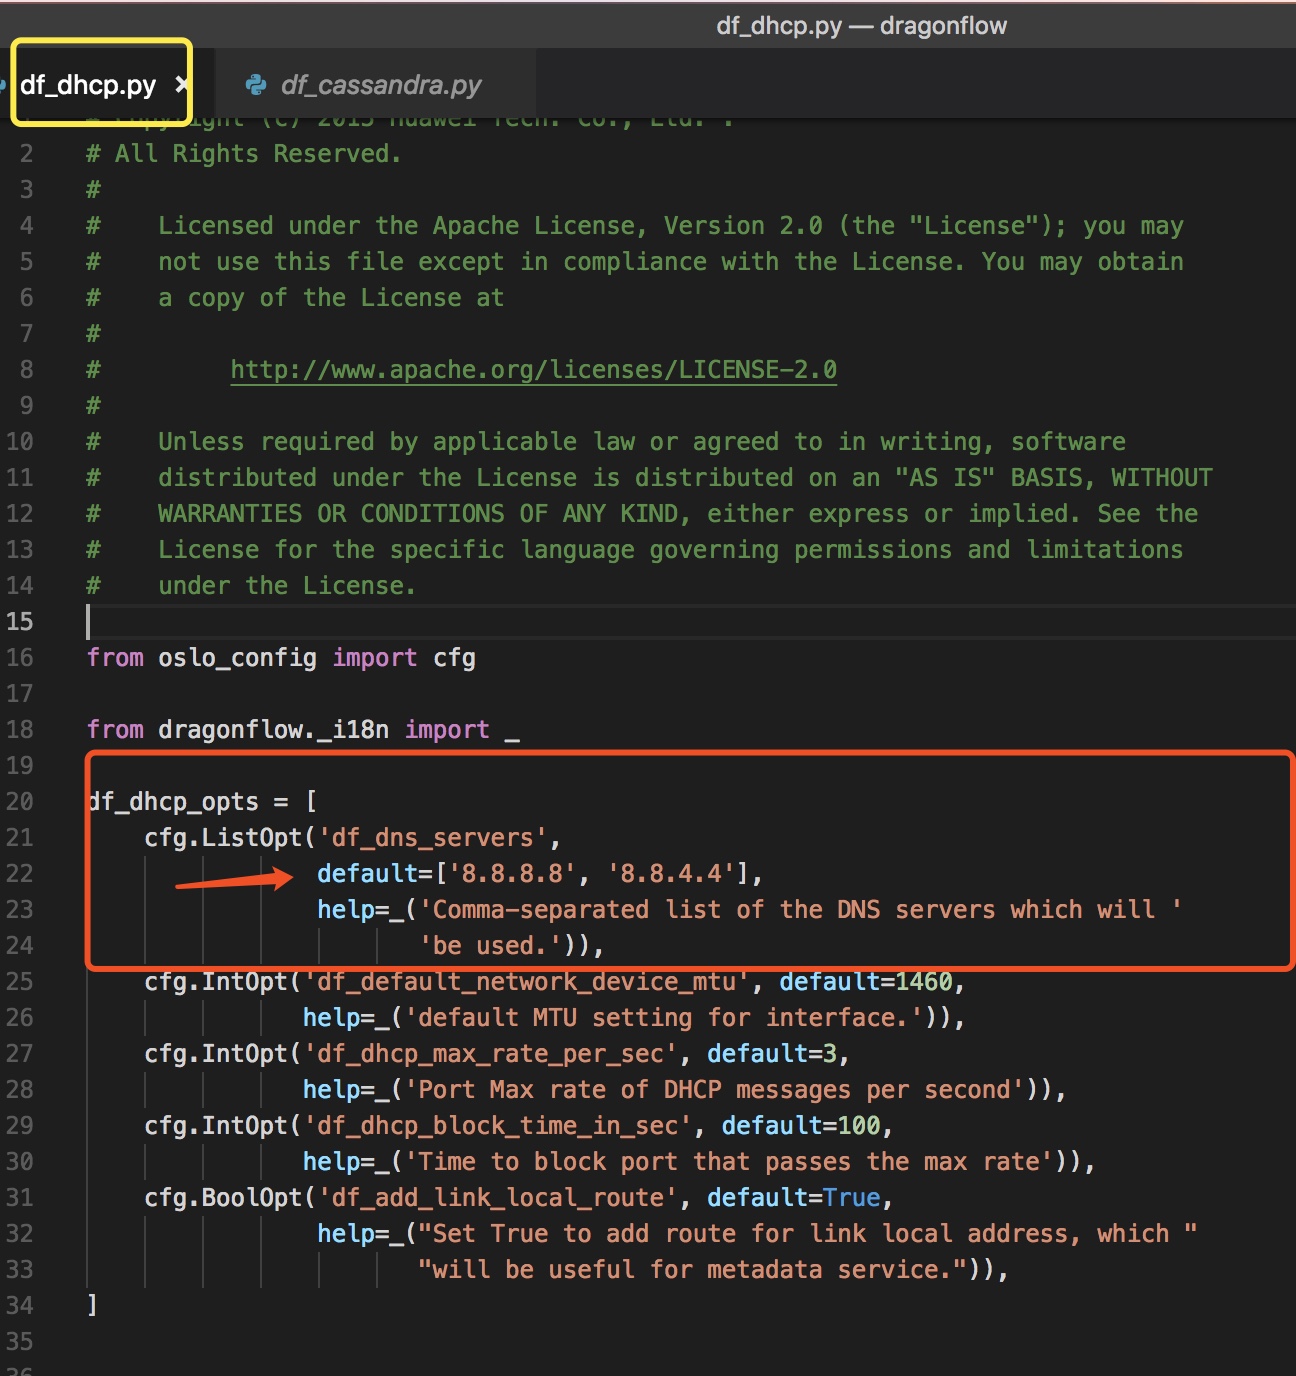 df_dhcp.py — dragonflow
df_dhcp.py ×
df_cassandra.py
# Copyright (c) 2015 Huawei Tech. Co., Ltd. .
2 # All Rights Reserved.
3 #
4 #    Licensed under the Apache License, Version 2.0 (the "License"); you may
5 #    not use this file except in compliance with the License. You may obtain
6 #    a copy of the License at
7 #
8 #         http://www.apache.org/licenses/LICENSE-2.0
9 #
10 #    Unless required by applicable law or agreed to in writing, software
11 #    distributed under the License is distributed on an "AS IS" BASIS, WITHOUT
12 #    WARRANTIES OR CONDITIONS OF ANY KIND, either express or implied. See the
13 #    License for the specific language governing permissions and limitations
14 #    under the License.
15
16 from oslo_config import cfg
17
18 from dragonflow._i18n import _
19
20 df_dhcp_opts = [
21     cfg.ListOpt('df_dns_servers',
22                 default=['8.8.8.8', '8.8.4.4'],
23                 help=_('Comma-separated list of the DNS servers which will '
24                        'be used.')),
25     cfg.IntOpt('df_default_network_device_mtu', default=1460,
26                help=_('default MTU setting for interface.')),
27     cfg.IntOpt('df_dhcp_max_rate_per_sec', default=3,
28                help=_('Port Max rate of DHCP messages per second')),
29     cfg.IntOpt('df_dhcp_block_time_in_sec', default=100,
30                help=_('Time to block port that passes the max rate')),
31     cfg.BoolOpt('df_add_link_local_route', default=True,
32                 help=_("Set True to add route for link local address, which "
33                        "will be useful for metadata service.")),
34 ]
35
36